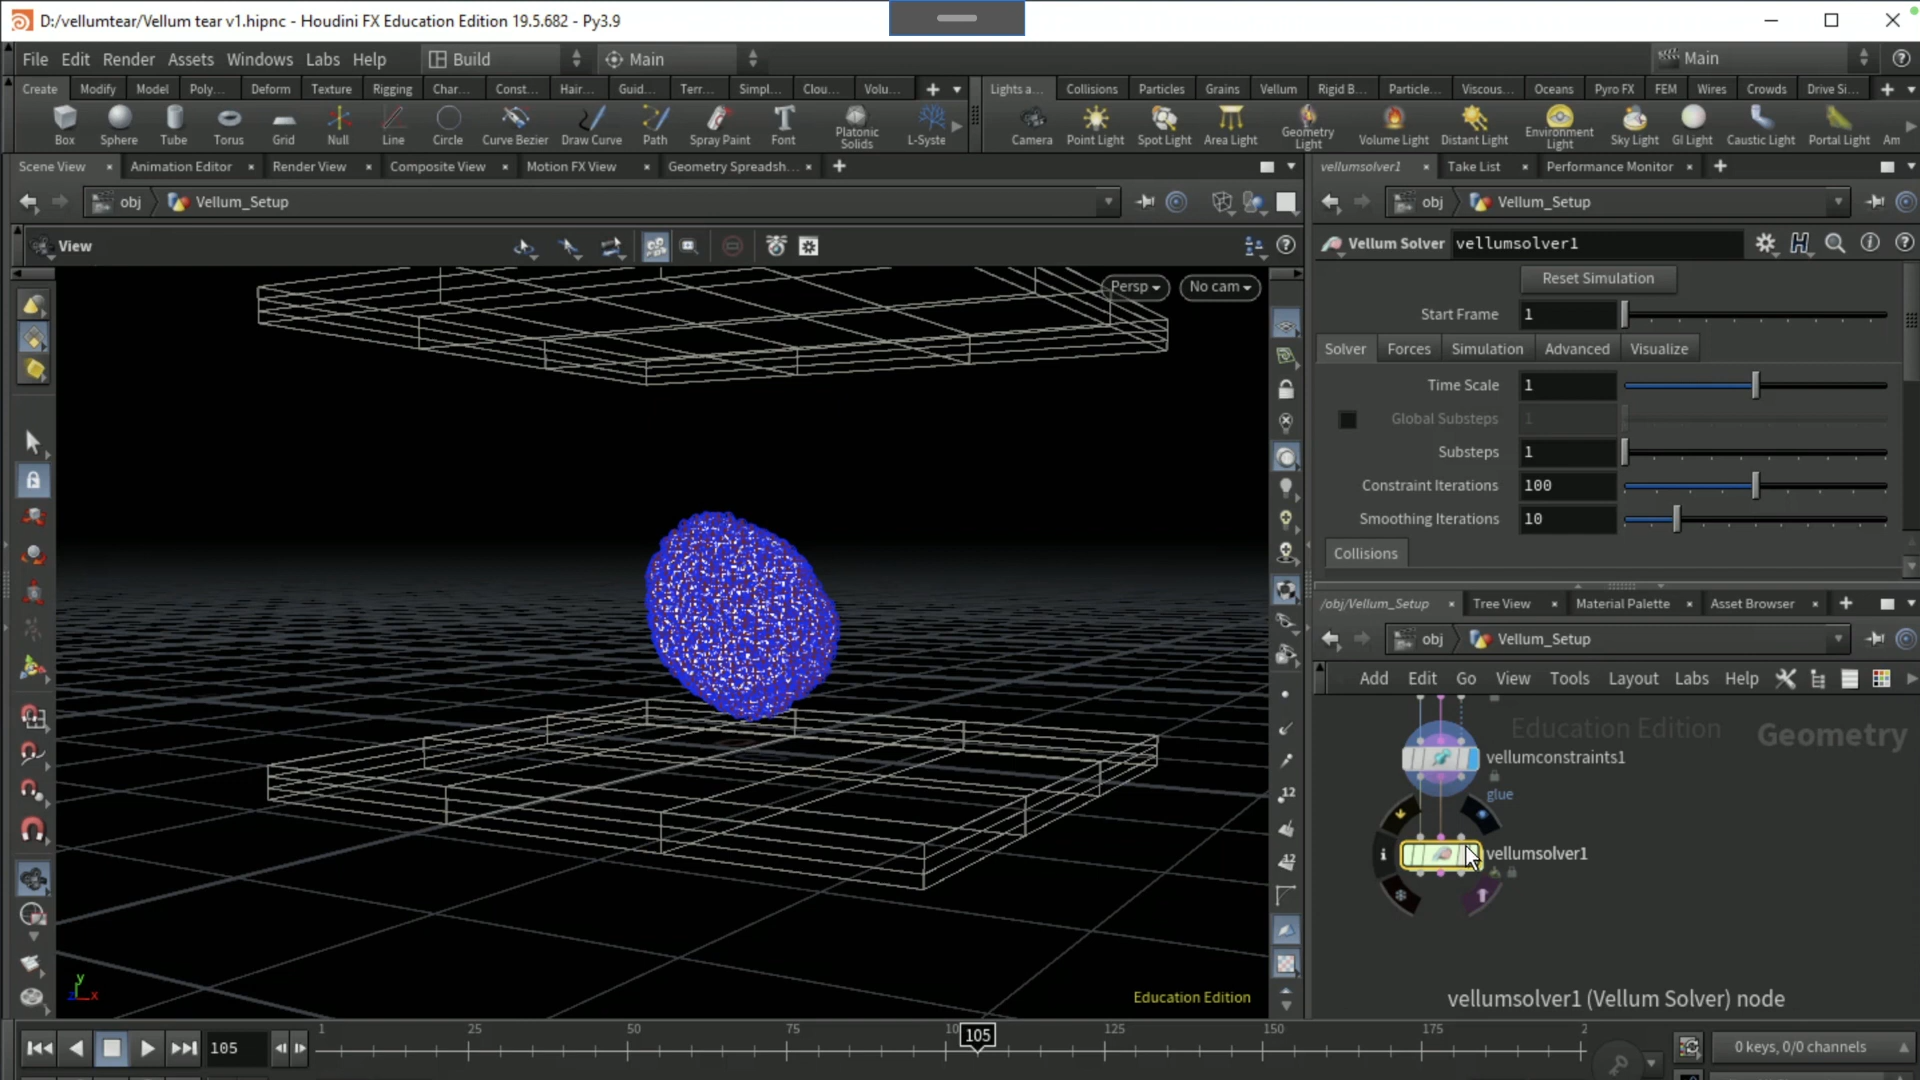 D:/vellumtear/Vellum tear v1.hipnc - Houdini FX Education Edition 19.5.682 - Py3.9
File Edit Render Assets Windows Labs Help Build Main Main
Create Modify Model Poly... Deform Texture Rigging Char... Const... Hair... Guid... Terr... Simpl... Clou... Volu... Lights a... Collisions Particles Grains Vellum Rigid B... Particle... Viscous... Oceans Pyro FX FEM Wires Crowds Drive Si...
Box Sphere Tube Torus Grid Null Line Circle Curve Bezier Draw Curve Path Spray Paint Font Platonic Solids L-Syste Camera Point Light Spot Light Area Light Geometry Light Volume Light Distant Light Environment Light Sky Light GI Light Caustic Light Portal Light Am
Scene View Animation Editor Render View Composite View Motion FX View Geometry Spreadsh... vellumsolver1 Take List Performance Monitor
obj Vellum_Setup obj Vellum_Setup
View Vellum Solver vellumsolver1
Persp No cam Reset Simulation
Start Frame 1
Solver Forces Simulation Advanced Visualize
Time Scale 1
Global Substeps 1
Substeps 1
Constraint Iterations 100
Smoothing Iterations 10
Collisions
/obj/Vellum_Setup Tree View Material Palette Asset Browser
obj Vellum_Setup
Add Edit Go View Tools Layout Labs Help
Education Edition Geometry
vellumconstraints1
glue
vellumsolver1
12
12
y
z x
Education Edition
vellumsolver1 (Vellum Solver) node
1 25 50 75 10 105 125 150 175 2
105
0 keys, 0/0 channels